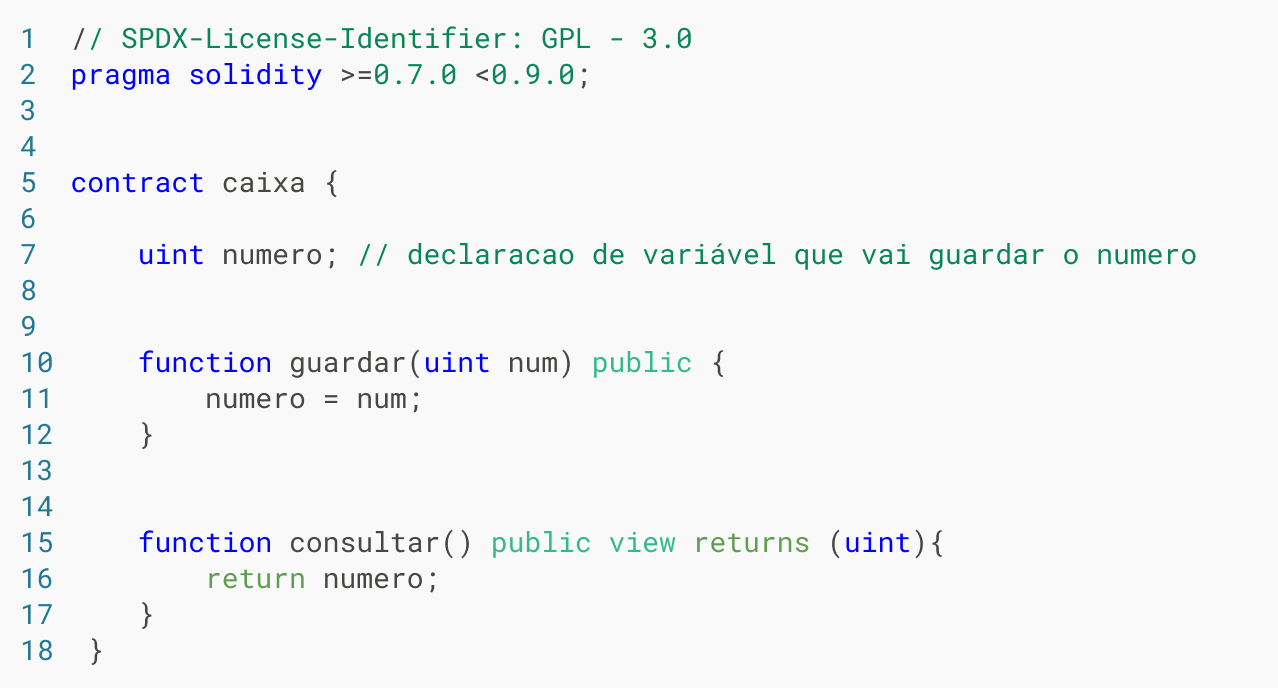 1 // SPDX-License-Identifier: GPL - 3.0
2 pragma solidity >=0.7.0 <0.9.0;
3
4
5 contract caixa {
6
7 uint numero; // declaracao de variável que vai guardar o numero
8
9
10 function guardar(uint num) public {
11 numero = num;
12 }
13
14
15 function consultar() public view returns (uint){
16 return numero;
17 }
18 }